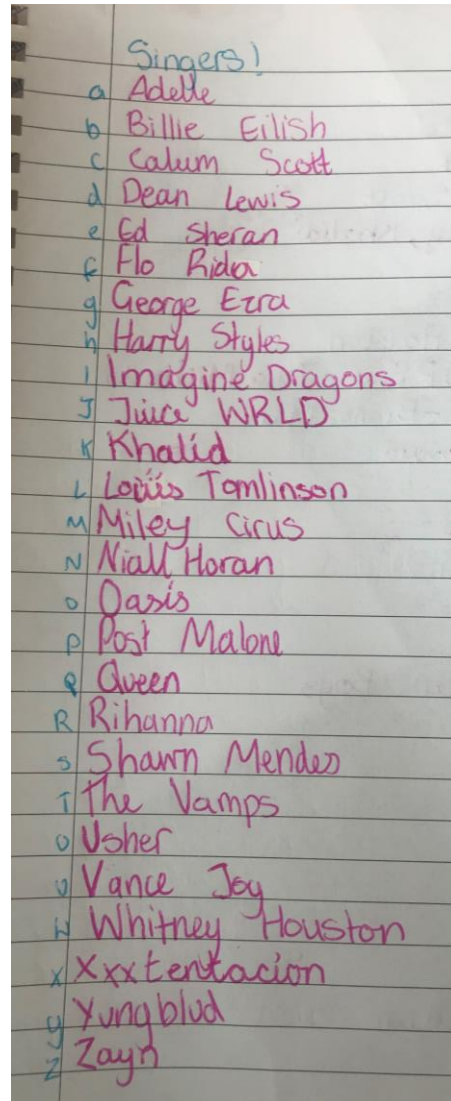 Singers!
a Adelle
b Billie Eilish
c Calum Scott
d Dean Lewis
e Ed Sheran
f Flo Rida
g George Ezra
h Harry Styles
I Imagine Dragons
J Juice WRLD
K Khalid
L Louis Tomlinson
M Miley Cirus
N Niall Horan
O Oasis
P Post Malone
Q Queen
R Rihanna
S Shawn Mendes
T The Vamps
U Usher
V Vance Joy
W Whitney Houston
X Xxxtentacion
y Yungblud
Z Zayn